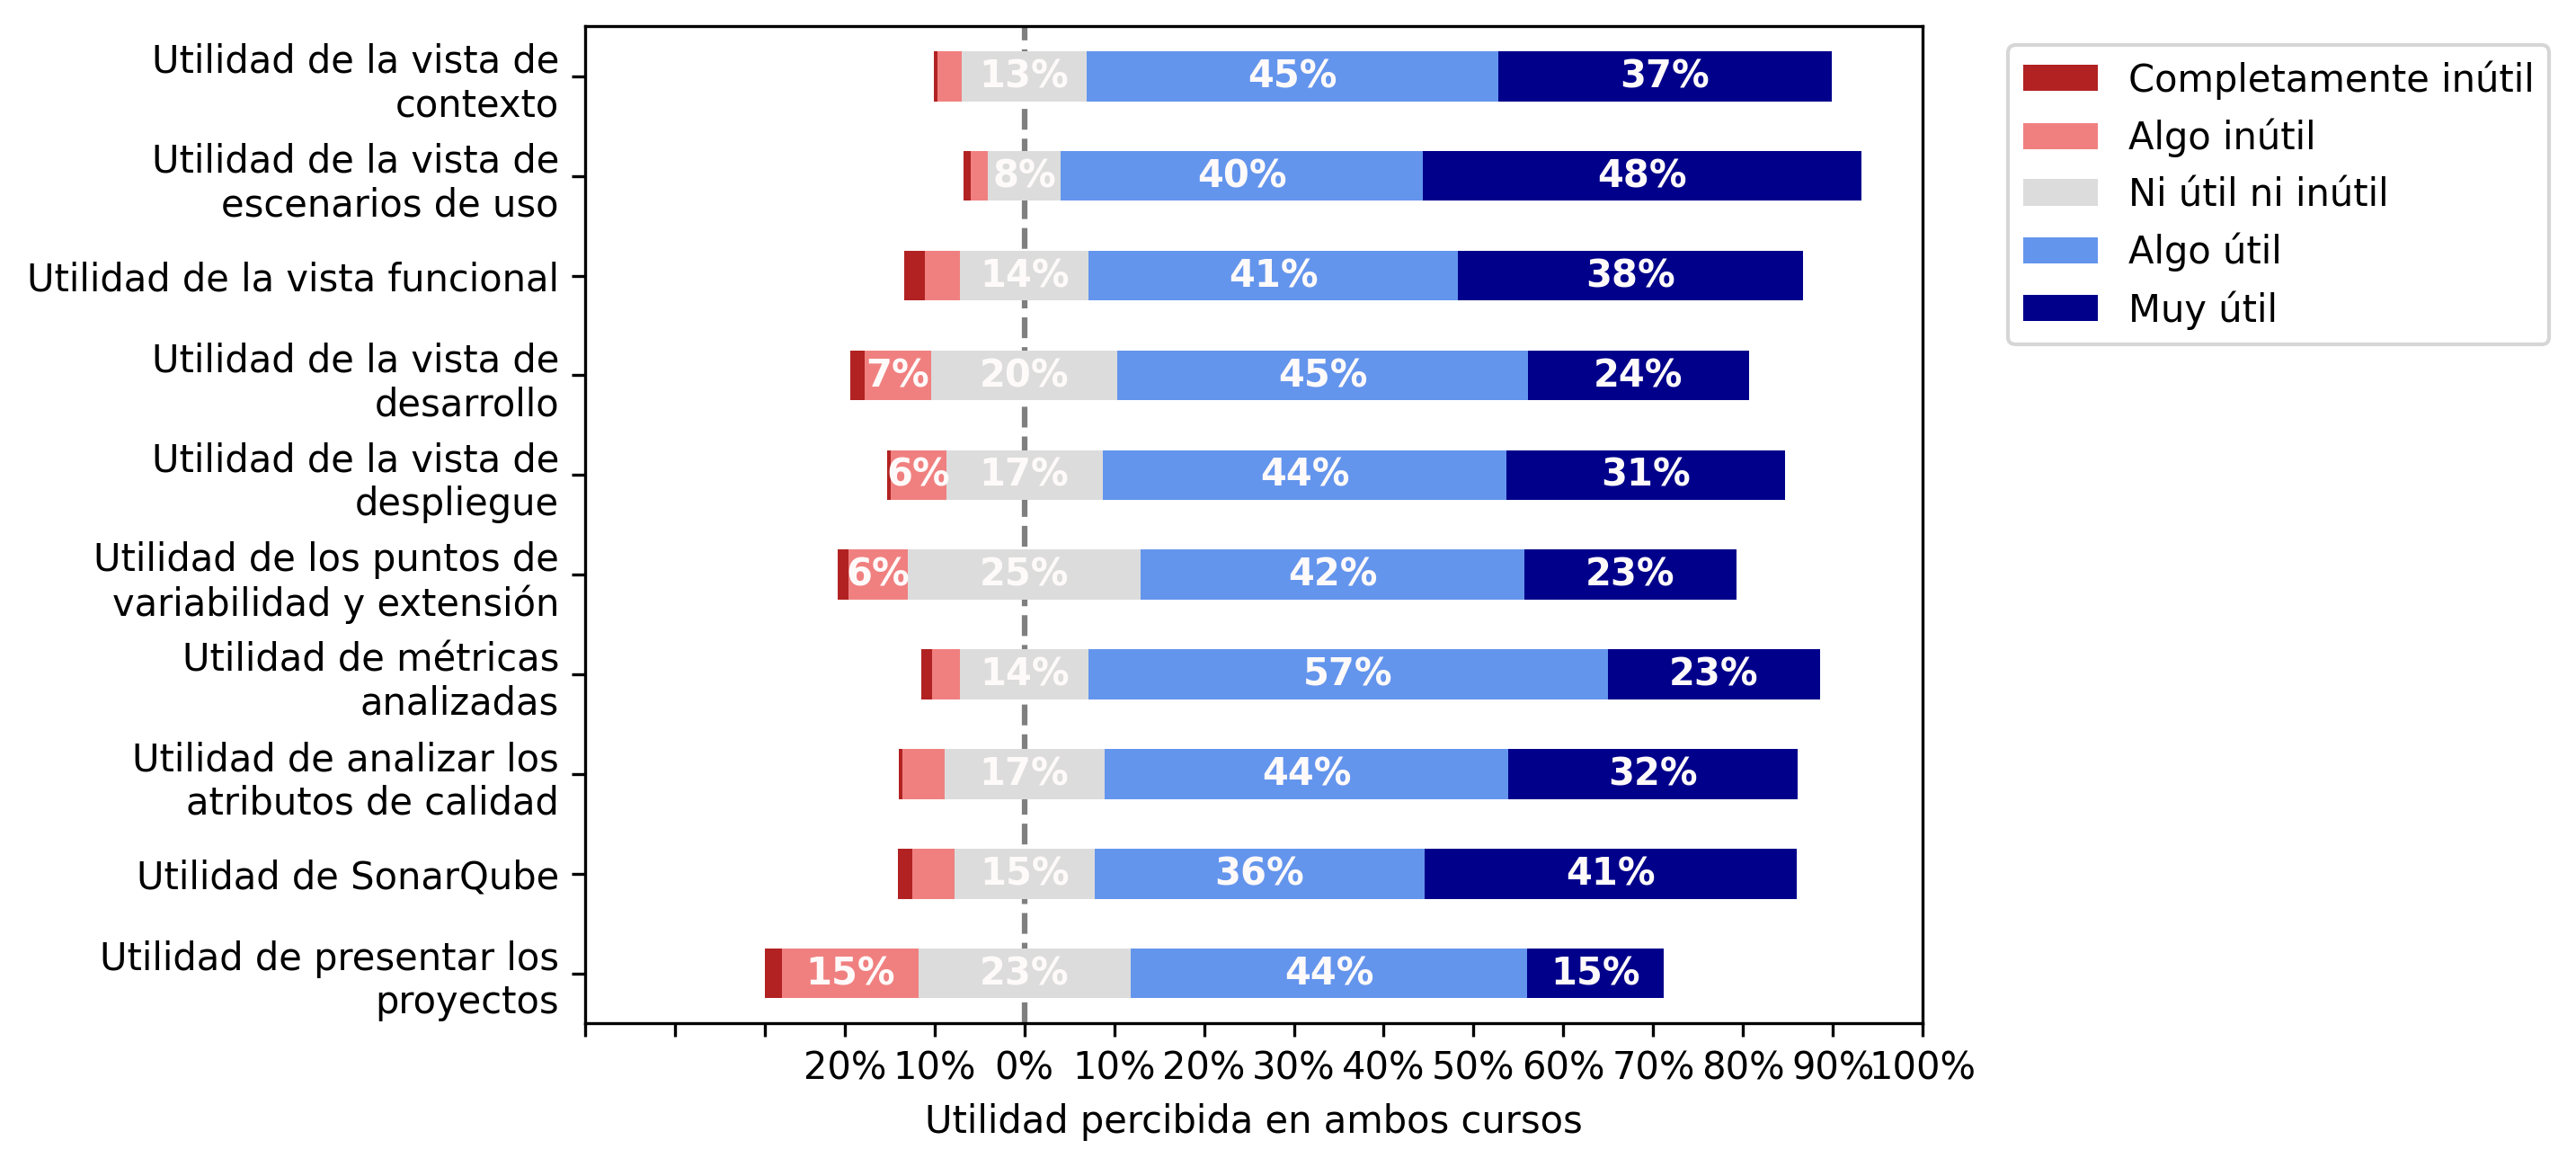 Utilidad de la vista de
contexto
13% 45% 37%
Utilidad de la vista de
escenarios de uso
8% 40% 48%
Utilidad de la vista funcional
14% 41% 38%
Utilidad de la vista de
desarrollo
7% 20% 45% 24%
Utilidad de la vista de
despliegue
6% 17% 44% 31%
Utilidad de los puntos de
variabilidad y extensión
6% 25% 42% 23%
Utilidad de métricas
analizadas
14% 57% 23%
Utilidad de analizar los
atributos de calidad
17% 44% 32%
Utilidad de SonarQube
15% 36% 41%
Utilidad de presentar los
proyectos
15% 23% 44% 15%
20% 10% 0% 10% 20% 30% 40% 50% 60% 70% 80% 90% 100%
Utilidad percibida en ambos cursos
Completamente inútil
Algo inútil
Ni útil ni inútil
Algo útil
Muy útil